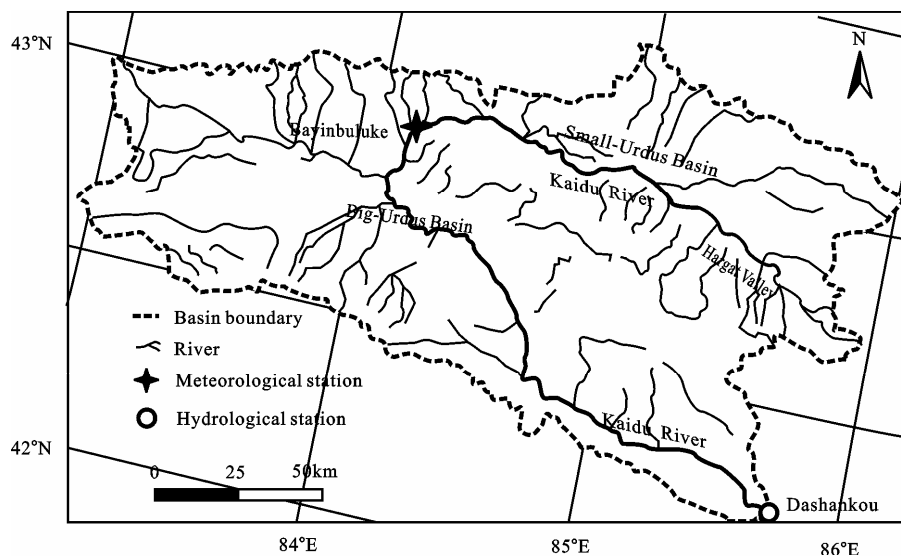 43°N
N
Bayinbuluke
Small-Urdus Basin
Kaidu River
Big-Urdus Basin
Hargat Valley
Basin boundary
River
Meteorological station
Hydrological station
Kaidu River
42°N
0 25 50km
Dashankou
84°E 85°E 86°E